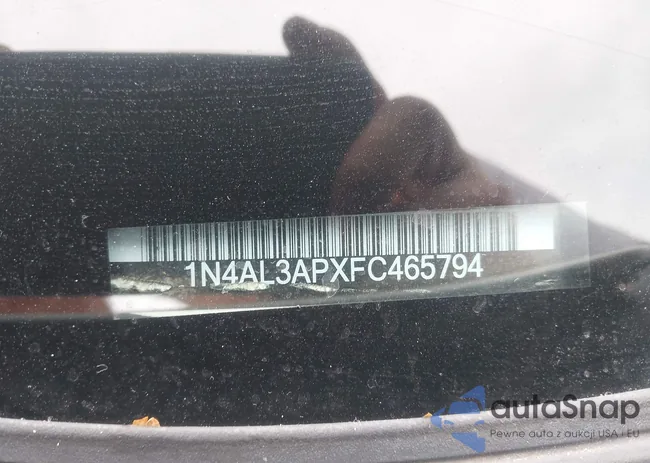 1N4AL3APXFC465794
autaSnap
Pewne auta z aukcji USA i EU